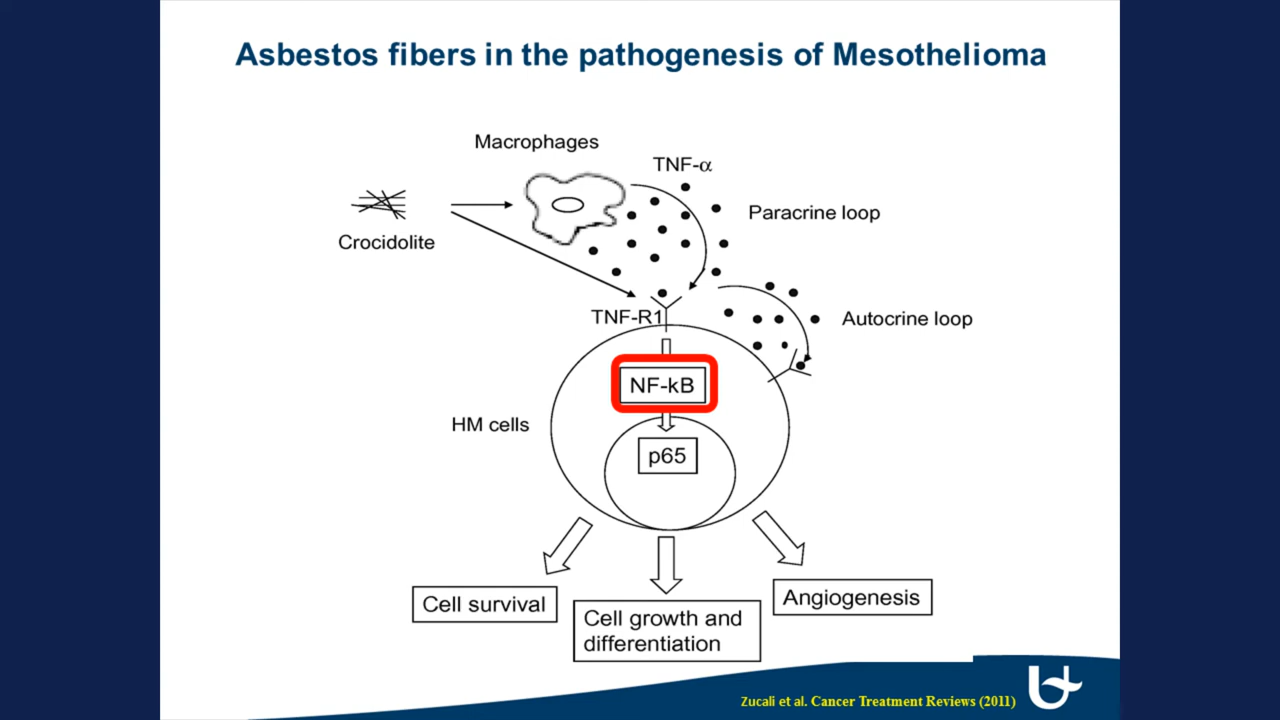 Asbestos fibers in the pathogenesis of Mesothelioma
Macrophages
TNF-α
Paracrine loop
Crocidolite
TNF-R1
Autocrine loop
NF-kB
HM cells
p65
Cell survival
Cell growth and
differentiation
Angiogenesis
Zucali et al. Cancer Treatment Reviews (2011)